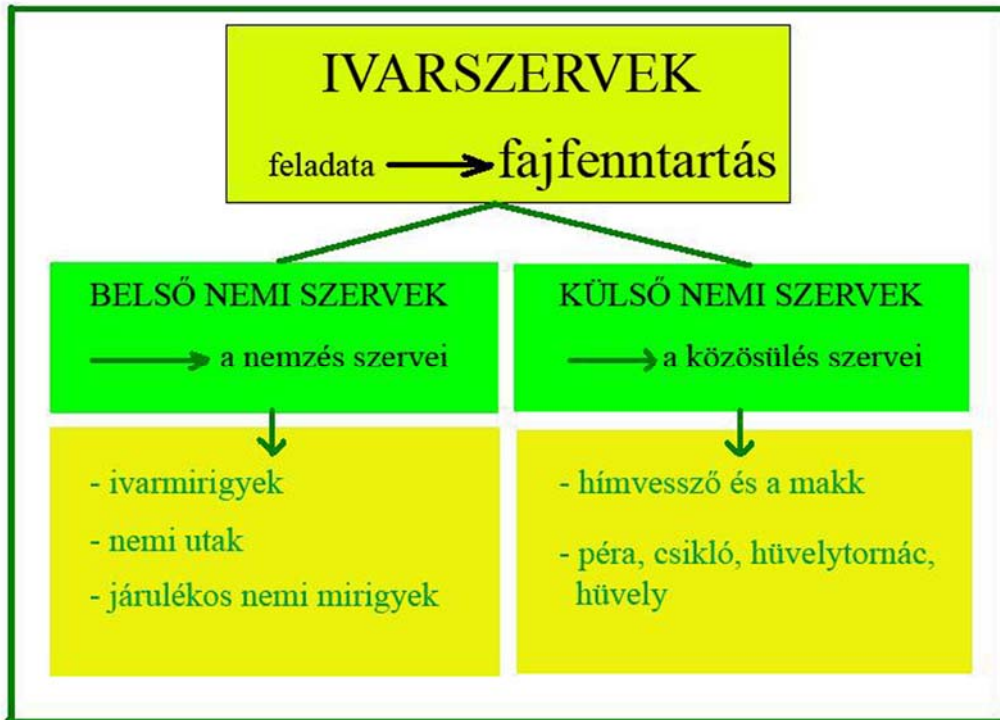 IVARSZERVEK
feladata fajfenntartás
BELSŐ NEMI SZERVEK
a nemzés szervei
- ivarmirigyek
- nemi utak
- járulékos nemi mirigyek
KÜLSŐ NEMI SZERVEK
a közösülés szervei
- hímvessző és a makk
- péra, csikló, hüvelytornác,
hüvely